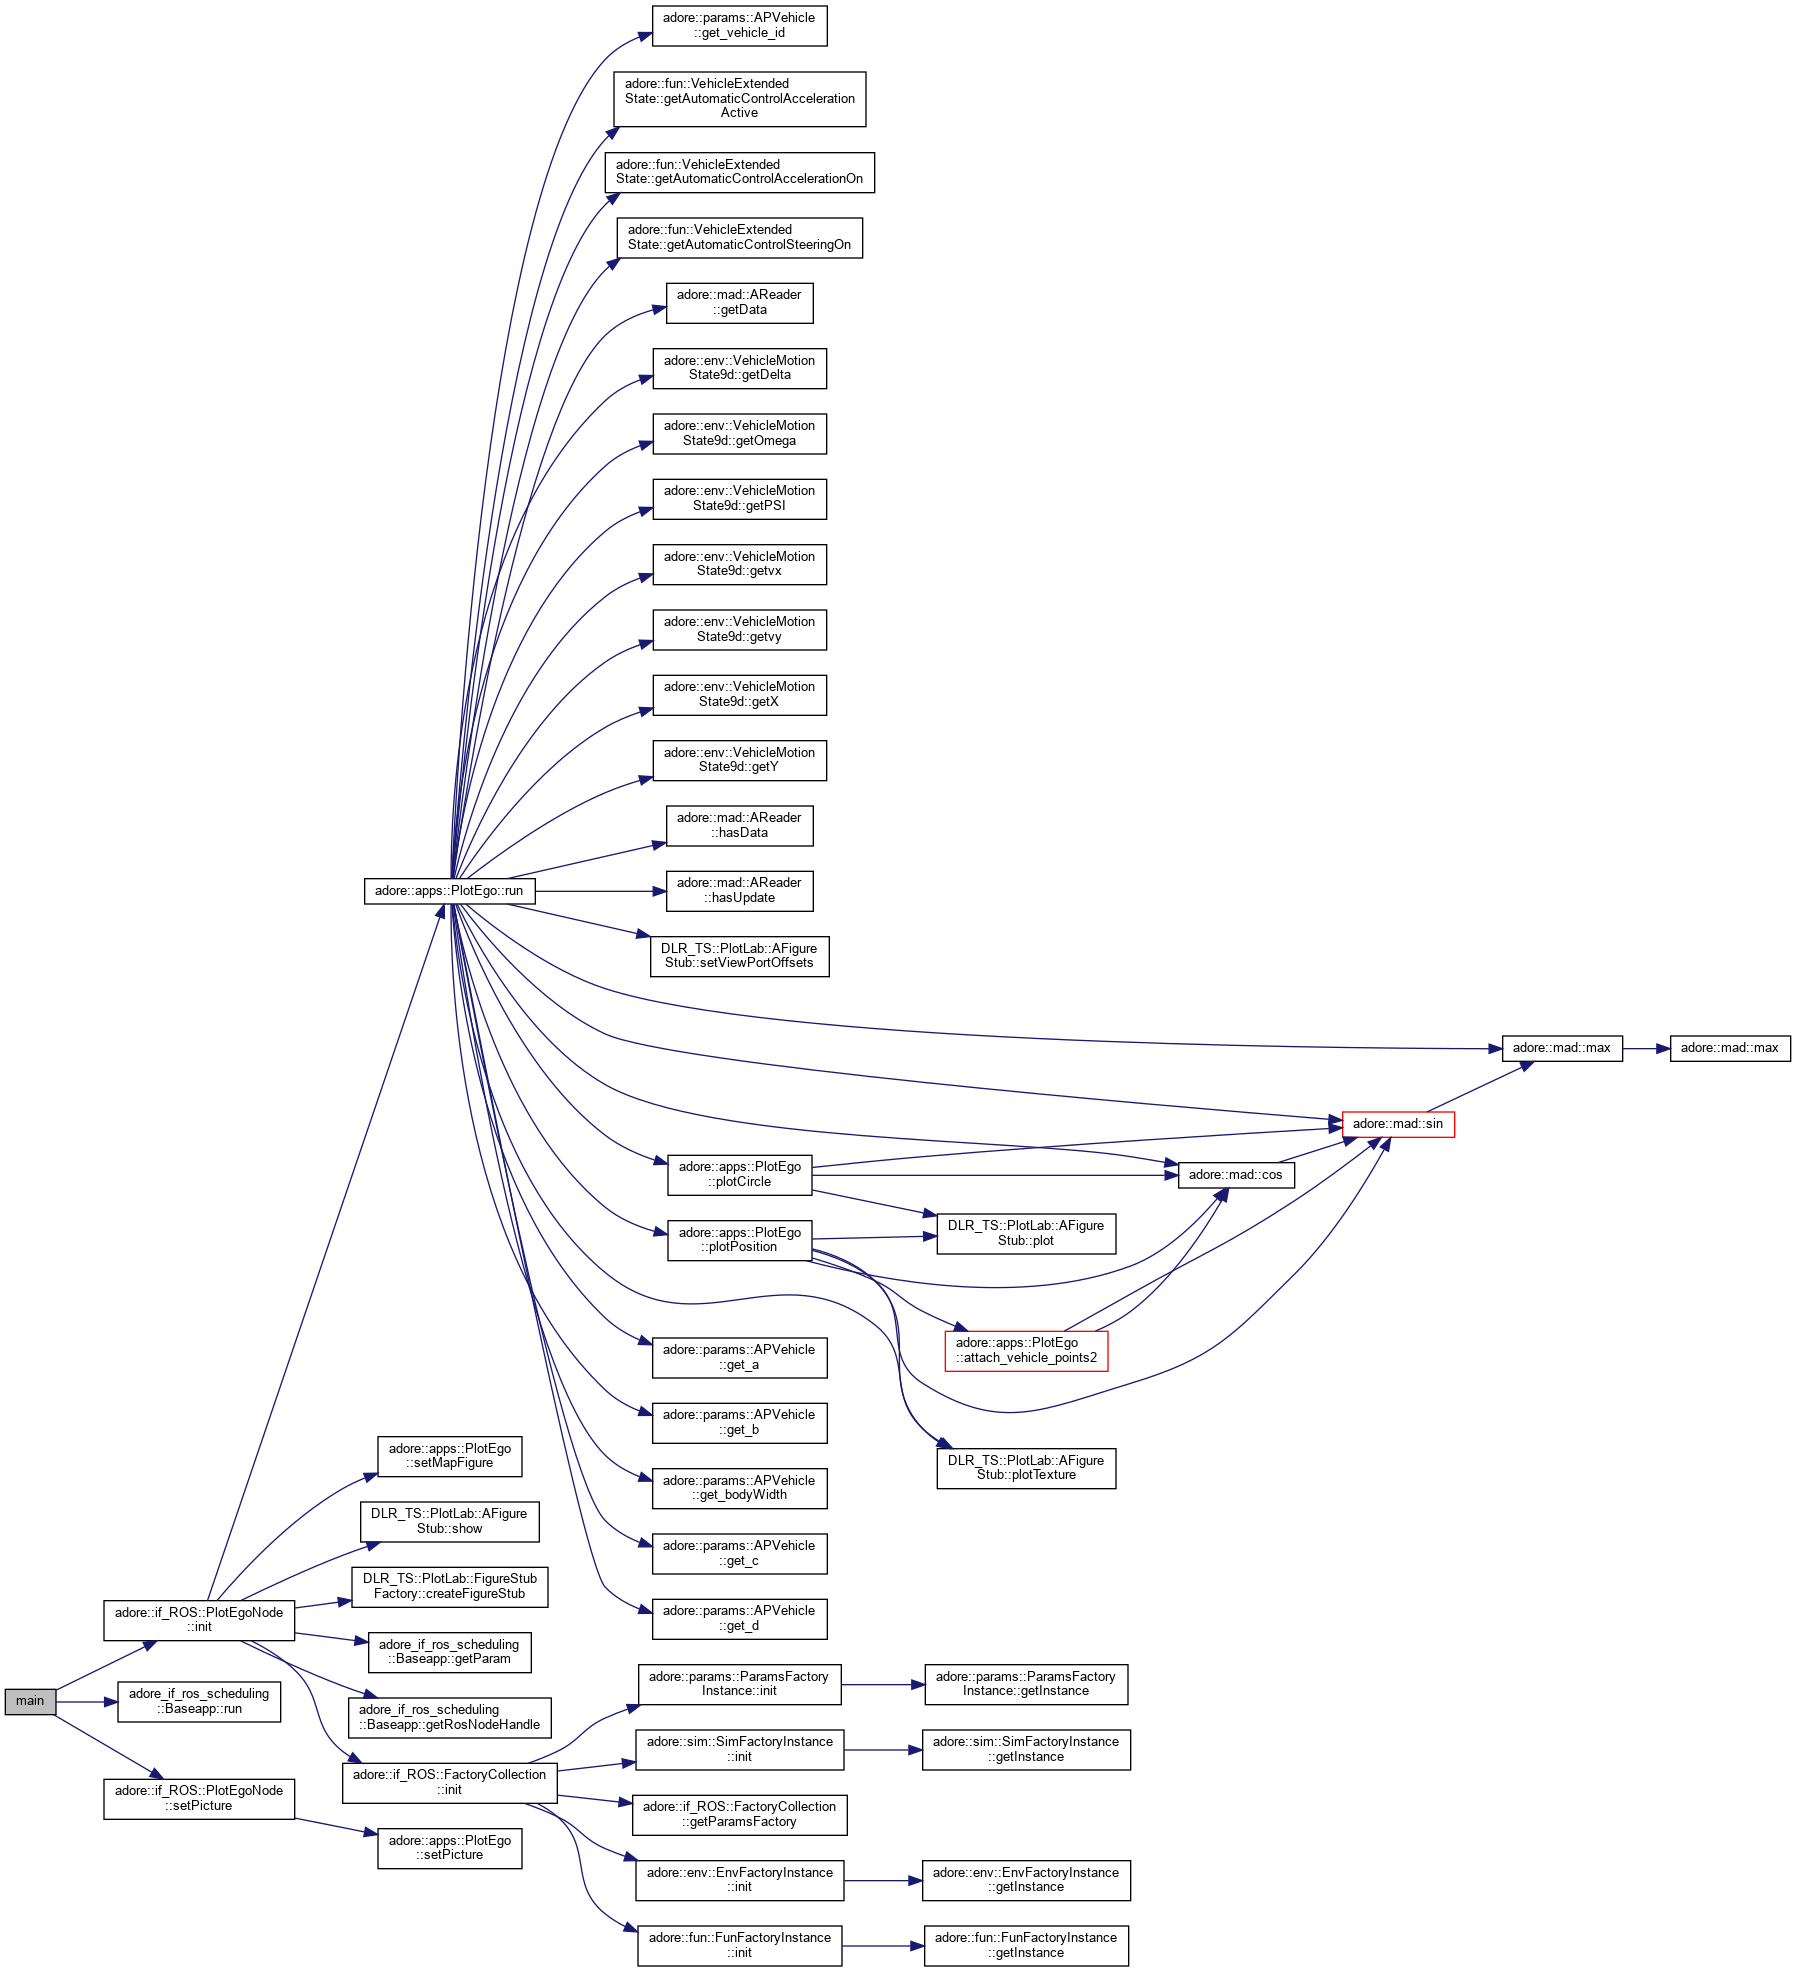 adore::params::APVehicle
::get_vehicle_id
adore::fun::VehicleExtended
State::getAutomaticControlAcceleration
Active
adore::fun::VehicleExtended
State::getAutomaticControlAccelerationOn
adore::fun::VehicleExtended
State::getAutomaticControlSteeringOn
adore::mad::AReader
::getData
adore::env::VehicleMotion
State9d::getDelta
adore::env::VehicleMotion
State9d::getOmega
adore::env::VehicleMotion
State9d::getPSI
adore::env::VehicleMotion
State9d::getvx
adore::env::VehicleMotion
State9d::getvy
adore::env::VehicleMotion
State9d::getX
adore::env::VehicleMotion
State9d::getY
adore::mad::AReader
::hasData
adore::apps::PlotEgo::run
adore::mad::AReader
::hasUpdate
DLR_TS::PlotLab::AFigure
Stub::setViewPortOffsets
adore::mad::max
adore::mad::max
adore::mad::sin
adore::apps::PlotEgo
::plotCircle
adore::mad::cos
DLR_TS::PlotLab::AFigure
Stub::plot
adore::apps::PlotEgo
::plotPosition
adore::apps::PlotEgo
::attach_vehicle_points2
adore::params::APVehicle
::get_a
adore::params::APVehicle
::get_b
adore::apps::PlotEgo
::setMapFigure
DLR_TS::PlotLab::AFigure
Stub::plotTexture
adore::params::APVehicle
::get_bodyWidth
DLR_TS::PlotLab::AFigure
Stub::show
adore::params::APVehicle
::get_c
DLR_TS::PlotLab::FigureStub
Factory::createFigureStub
adore::if_ROS::PlotEgoNode
::init
adore::params::APVehicle
::get_d
adore_if_ros_scheduling
::Baseapp::getParam
adore::params::ParamsFactory
Instance::init
adore::params::ParamsFactory
Instance::getInstance
main
adore_if_ros_scheduling
::Baseapp::run
adore_if_ros_scheduling
::Baseapp::getRosNodeHandle
adore::sim::SimFactoryInstance
::init
adore::sim::SimFactoryInstance
::getInstance
adore::if_ROS::FactoryCollection
::init
adore::if_ROS::PlotEgoNode
::setPicture
adore::if_ROS::FactoryCollection
::getParamsFactory
adore::apps::PlotEgo
::setPicture
adore::env::EnvFactoryInstance
::init
adore::env::EnvFactoryInstance
::getInstance
adore::fun::FunFactoryInstance
::init
adore::fun::FunFactoryInstance
::getInstance